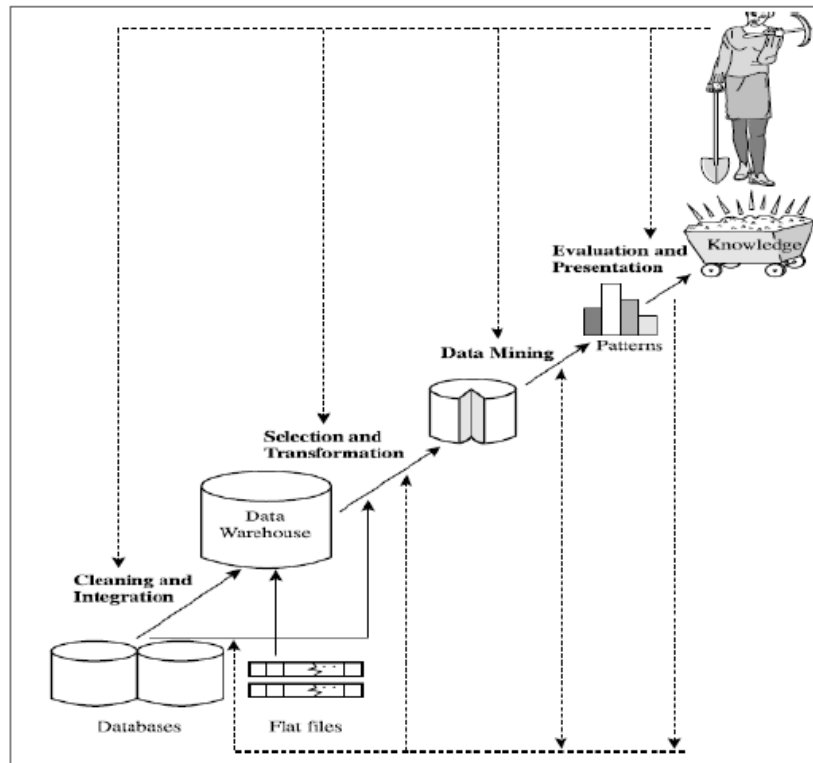 Knowledge
Evaluation and
Presentation
Patterns
Data Mining
Selection and
Transformation
Data
Warehouse
Cleaning and
Integration
Databases
Flat files